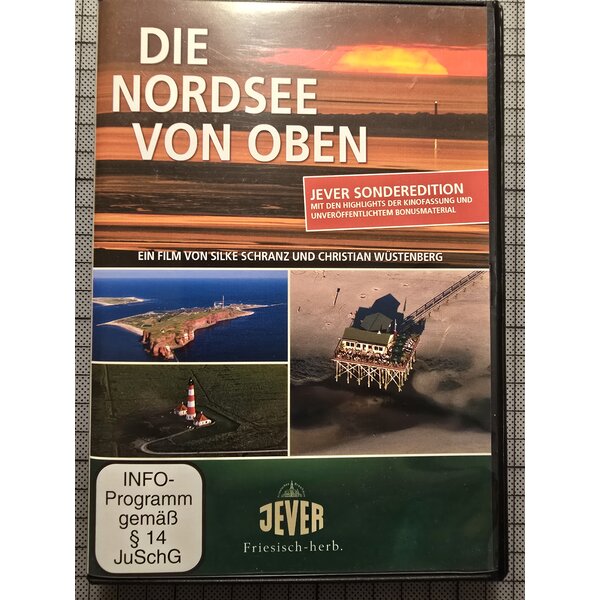 DIE
NORDSEE
VON OBEN
JEVER SONDEREDITION
MIT DEN HIGHLIGHTS DER KINOFASSUNG UND
UNVERÖFFENTLICHTEM BONUSMATERIAL
EIN FILM VON SILKE SCHRANZ UND CHRISTIAN WÜSTENBERG
INFO-
Programm
gemäß
§ 14
JuSchG
JEVER
Friesisch-herb.